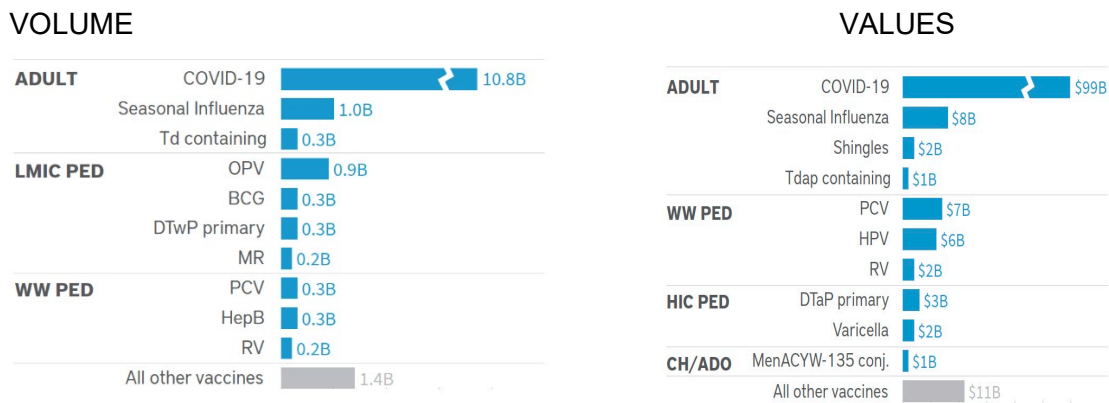 VOLUME
ADULT COVID-19 10.8B
Seasonal Influenza 1.0B
Td containing 0.3B
LMIC PED OPV 0.9B
BCG 0.3B
DTwP primary 0.3B
MR 0.2B
WW PED PCV 0.3B
HepB 0.3B
RV 0.2B
All other vaccines 1.4B
VALUES
ADULT COVID-19 $99B
Seasonal Influenza $8B
Shingles $2B
Tdap containing $1B
WW PED PCV $7B
HPV $6B
RV $2B
HIC PED DTaP primary $3B
Varicella $2B
CH/ADO MenACYW-135 conj. $1B
All other vaccines $11B